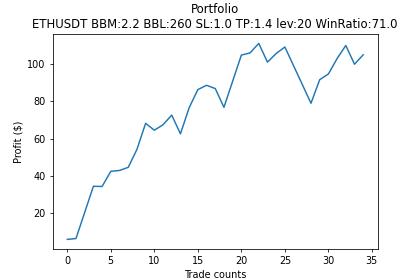 Portfolio
ETHUSDT BBM:2.2 BBL:260 SL:1.0 TP:1.4 lev:20 WinRatio:71.0
100
80
60
40
20
Profit ($)
0 5 10 15 20 25 30 35
Trade counts